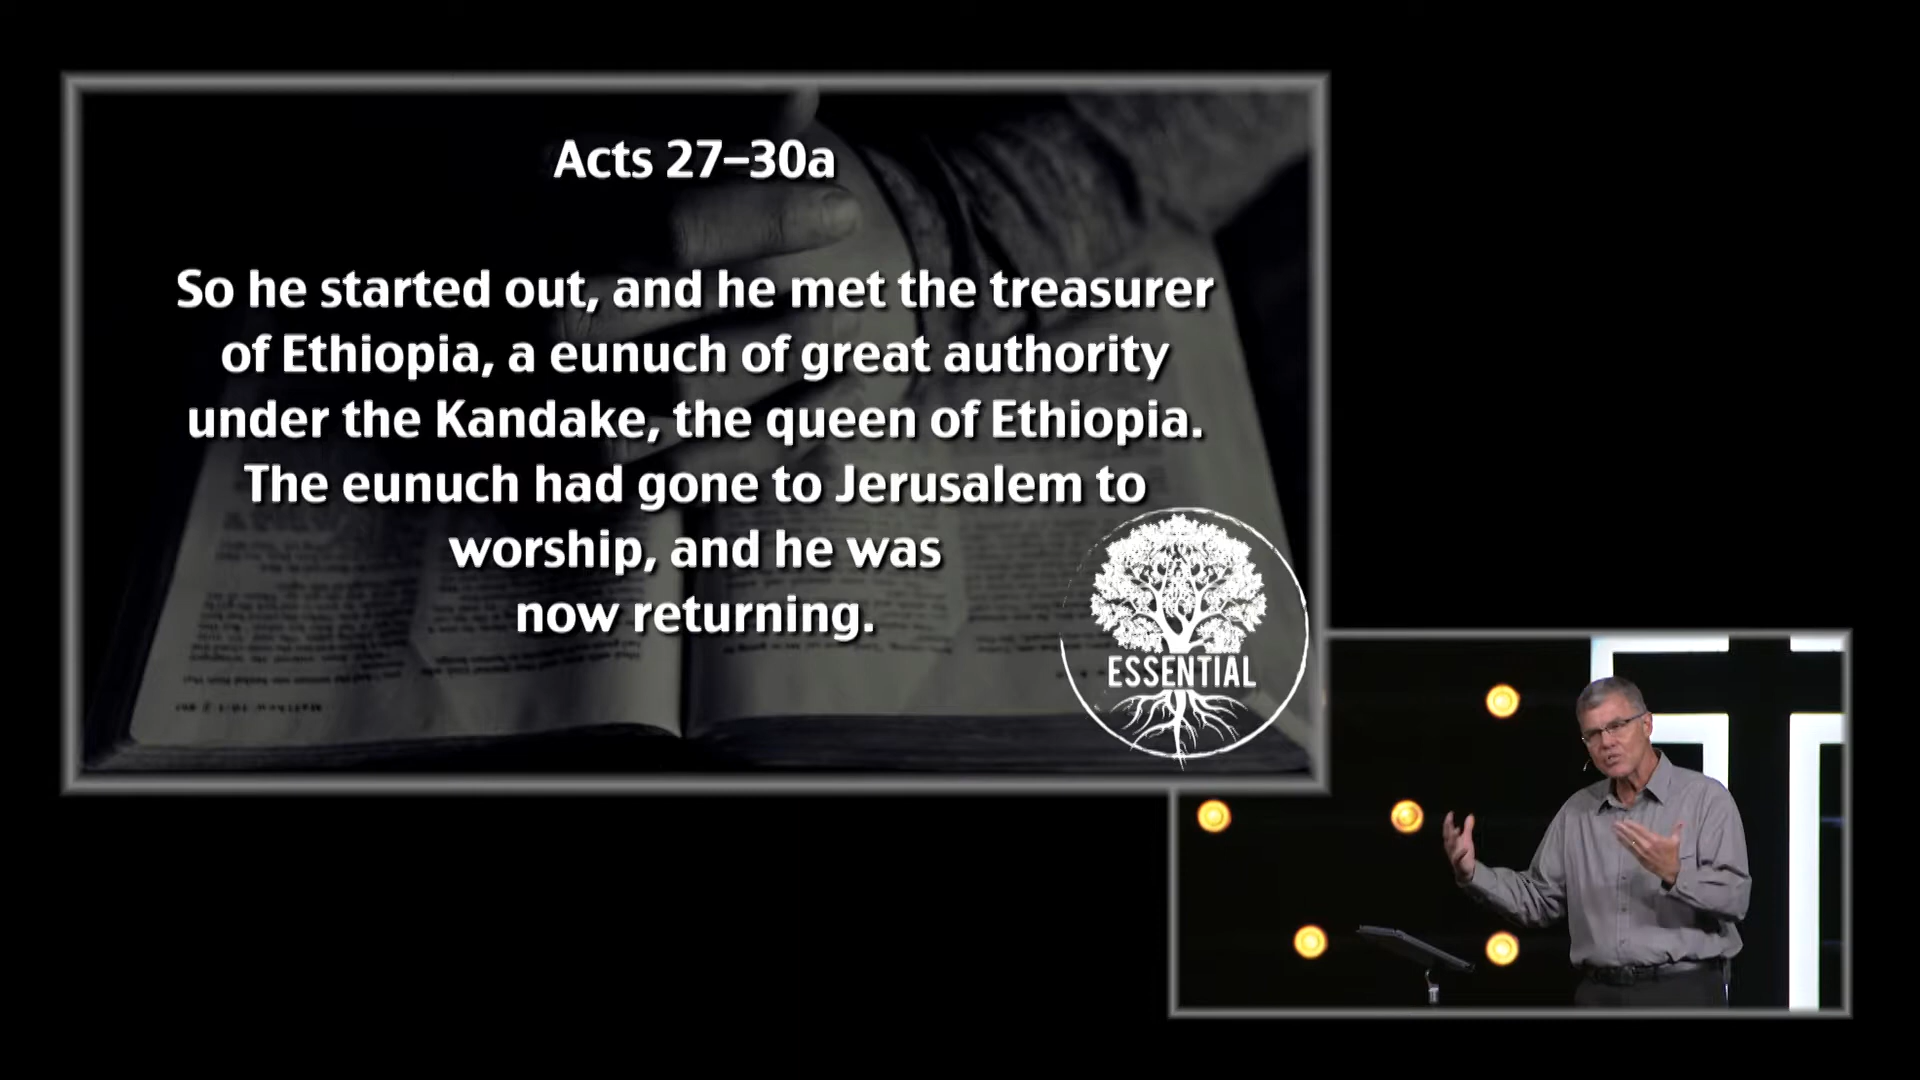 Acts 27–30a
So he started out, and he met the treasurer
of Ethiopia, a eunuch of great authority
under the Kandake, the queen of Ethiopia.
The eunuch had gone to Jerusalem to
worship, and he was
now returning.
ESSENTIAL